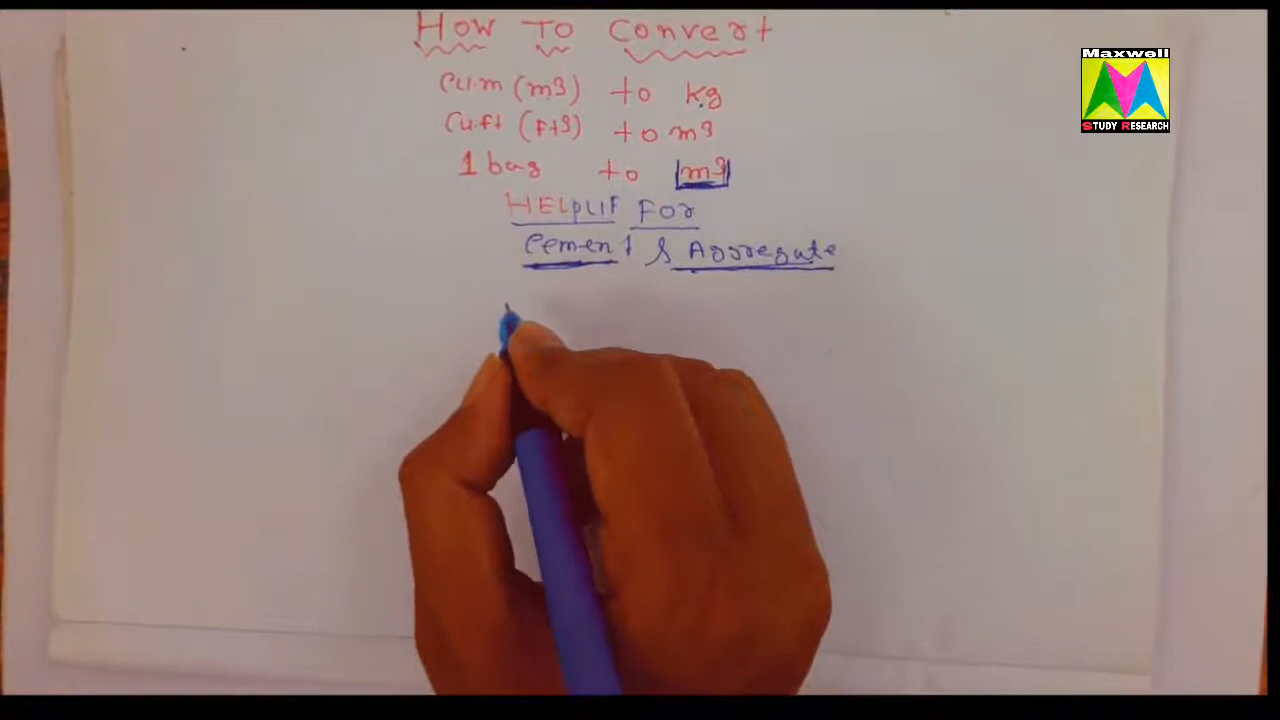 How To Convert
Cu.m (m3) to kg
Cu.ft (ft3) to m3
1 bag to m3
HELpLIF For
Cement & Aggregate
Maxwell
STUDY RESEARCH